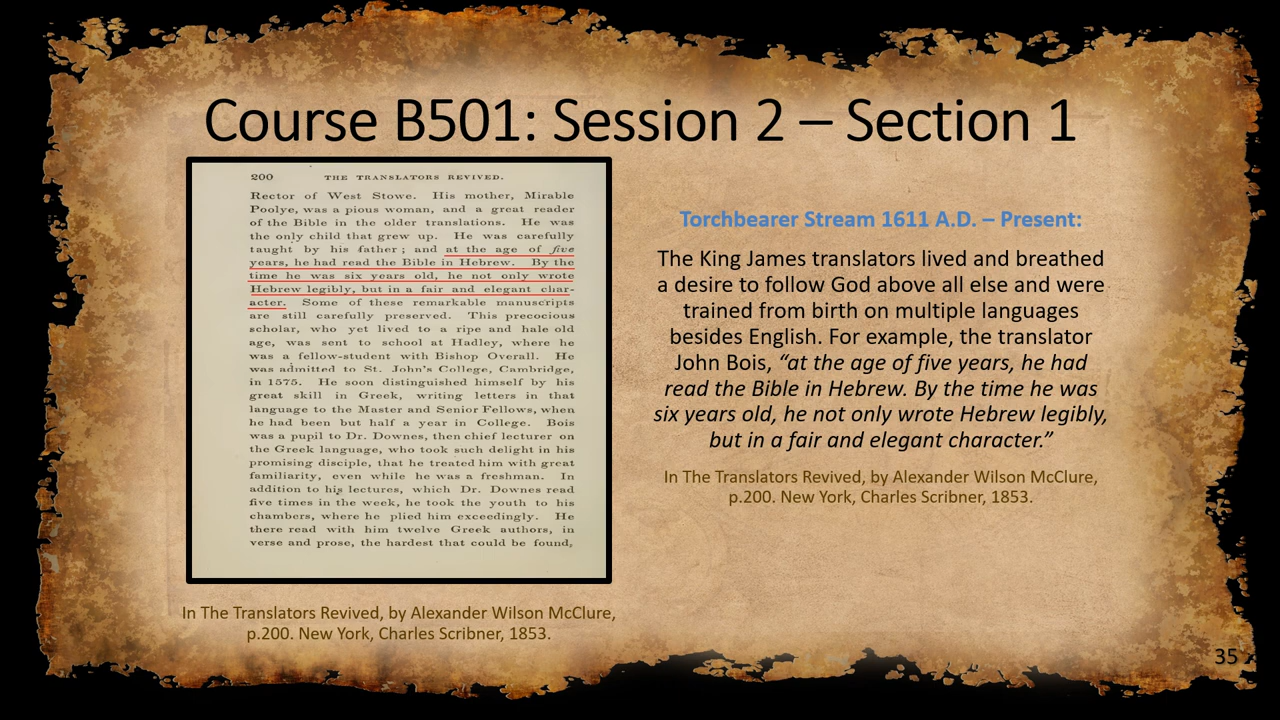 Course B501: Session 2 – Section 1
200 THE TRANSLATORS REVIVED.
Rector of West Stowe. His mother, Mirable
Poolye, was a pious woman, and a great reader
of the Bible in the older translations. He was
the only child that grew up. He was carefully
taught by his father; and at the age of five
years, he had read the Bible in Hebrew. By the
time he was six years old, he not only wrote
Hebrew legibly, but in a fair and elegant char-
acter. Some of these remarkable manuscripts
are still carefully preserved. This precocious
scholar, who yet lived to a ripe and hale old
age, was sent to school at Hadley, where he
was a fellow-student with Bishop Overall. He
was admitted to St. John's College, Cambridge,
in 1575. He soon distinguished himself by his
great skill in Greek, writing letters in that
language to the Master and Senior Fellows, when
he had been but half a year in College. Bois
was a pupil to Dr. Downes, then chief lecturer on
the Greek language, who took such delight in his
promising disciple, that he treated him with great
familiarity, even while he was a freshman. In
addition to his lectures, which Dr. Downes read
five times in the week, he took the youth to his
chambers, where he plied him exceedingly. He
there read with him twelve Greek authors, in
verse and prose, the hardest that could be found,
In The Translators Revived, by Alexander Wilson McClure,
p.200. New York, Charles Scribner, 1853.
Torchbearer Stream 1611 A.D. – Present:
The King James translators lived and breathed
a desire to follow God above all else and were
trained from birth on multiple languages
besides English. For example, the translator
John Bois, “at the age of five years, he had
read the Bible in Hebrew. By the time he was
six years old, he not only wrote Hebrew legibly,
but in a fair and elegant character.”
In The Translators Revived, by Alexander Wilson McClure,
p.200. New York, Charles Scribner, 1853.
35